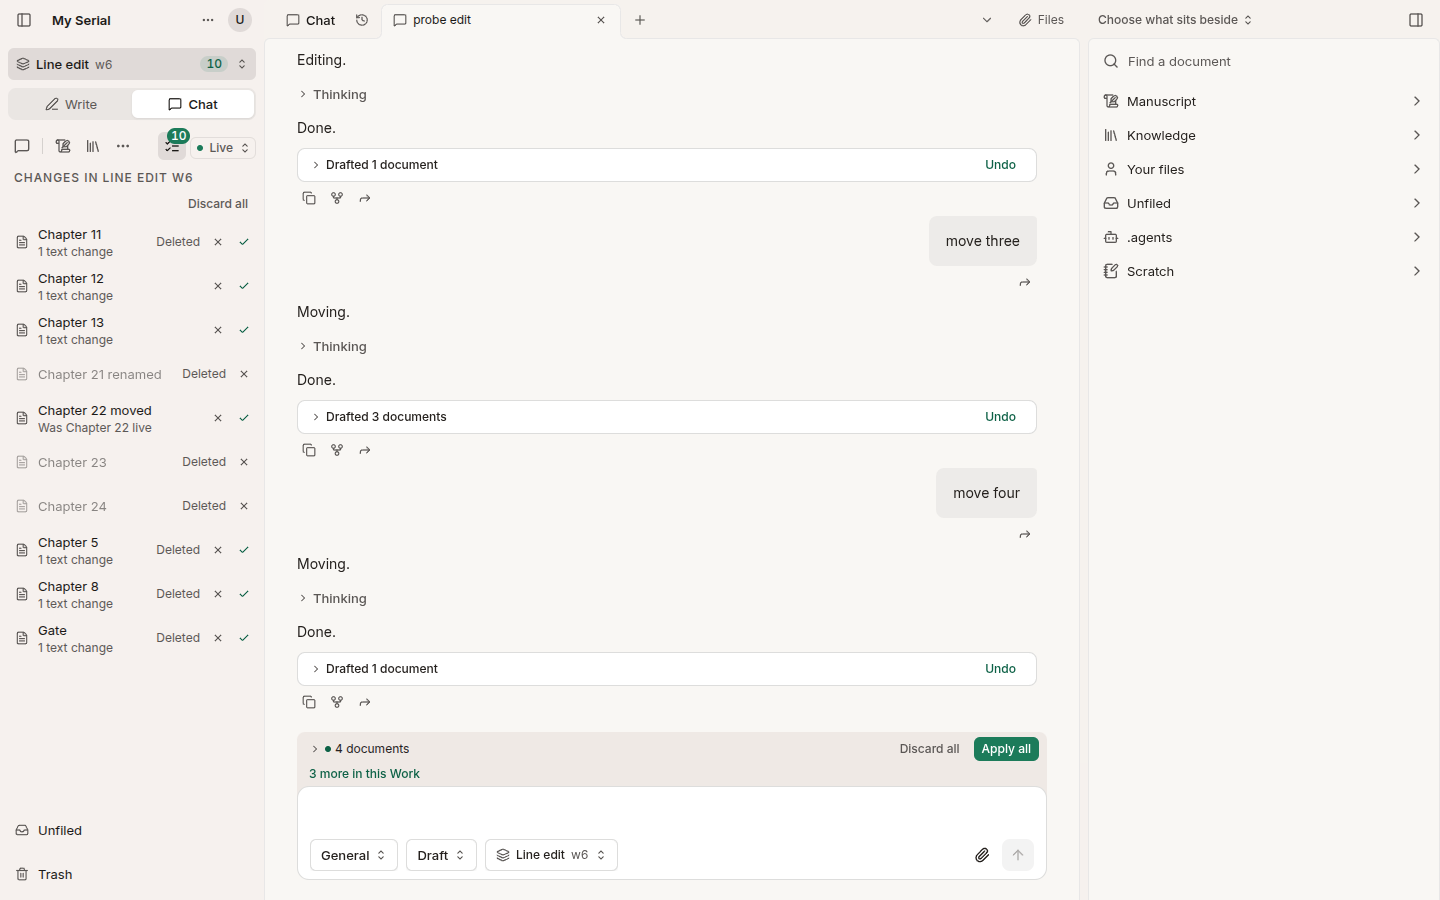 My Serial
U
Line edit w6 10
Write
Chat
10
Live
CHANGES IN LINE EDIT W6
Discard all
Chapter 11
1 text change
Deleted
Chapter 12
1 text change
Chapter 13
1 text change
Chapter 21 renamed
Deleted
Chapter 22 moved
Was Chapter 22 live
Chapter 23
Deleted
Chapter 24
Deleted
Chapter 5
1 text change
Deleted
Chapter 8
1 text change
Deleted
Gate
1 text change
Deleted
Unfiled
Trash
Chat
probe edit
Files
Editing.
Thinking
Done.
Drafted 1 document
Undo
move three
Moving.
Thinking
Done.
Drafted 3 documents
Undo
move four
Moving.
Thinking
Done.
Drafted 1 document
Undo
4 documents
Discard all
Apply all
3 more in this Work
General
Draft
Line edit w6
Choose what sits beside
Find a document
Manuscript
Knowledge
Your files
Unfiled
.agents
Scratch